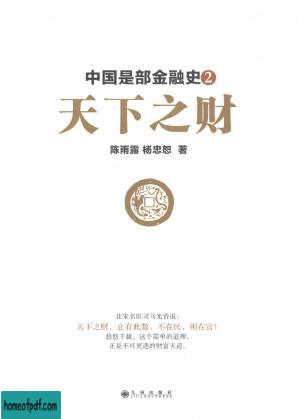 中国是部金融史2
天下之财
陈雨露 杨忠恕 著
北宋名臣司马光曾说：
天下之财，止有此数，不在民，则在官！
悠悠千载，这个简单的道理，
正是不可更迭的财富天道。
九州出版社
JIUZHOUPRESS
homeofpdf.com